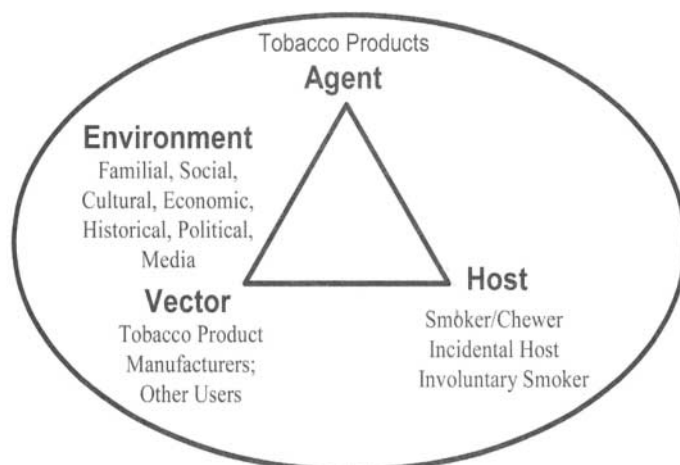 Tobacco Products
Agent
Environment
Familial, Social,
Cultural, Economic,
Historical, Political,
Media
Vector
Tobacco Product
Manufacturers;
Other Users
Host
Smoker/Chewer
Incidental Host
Involuntary Smoker